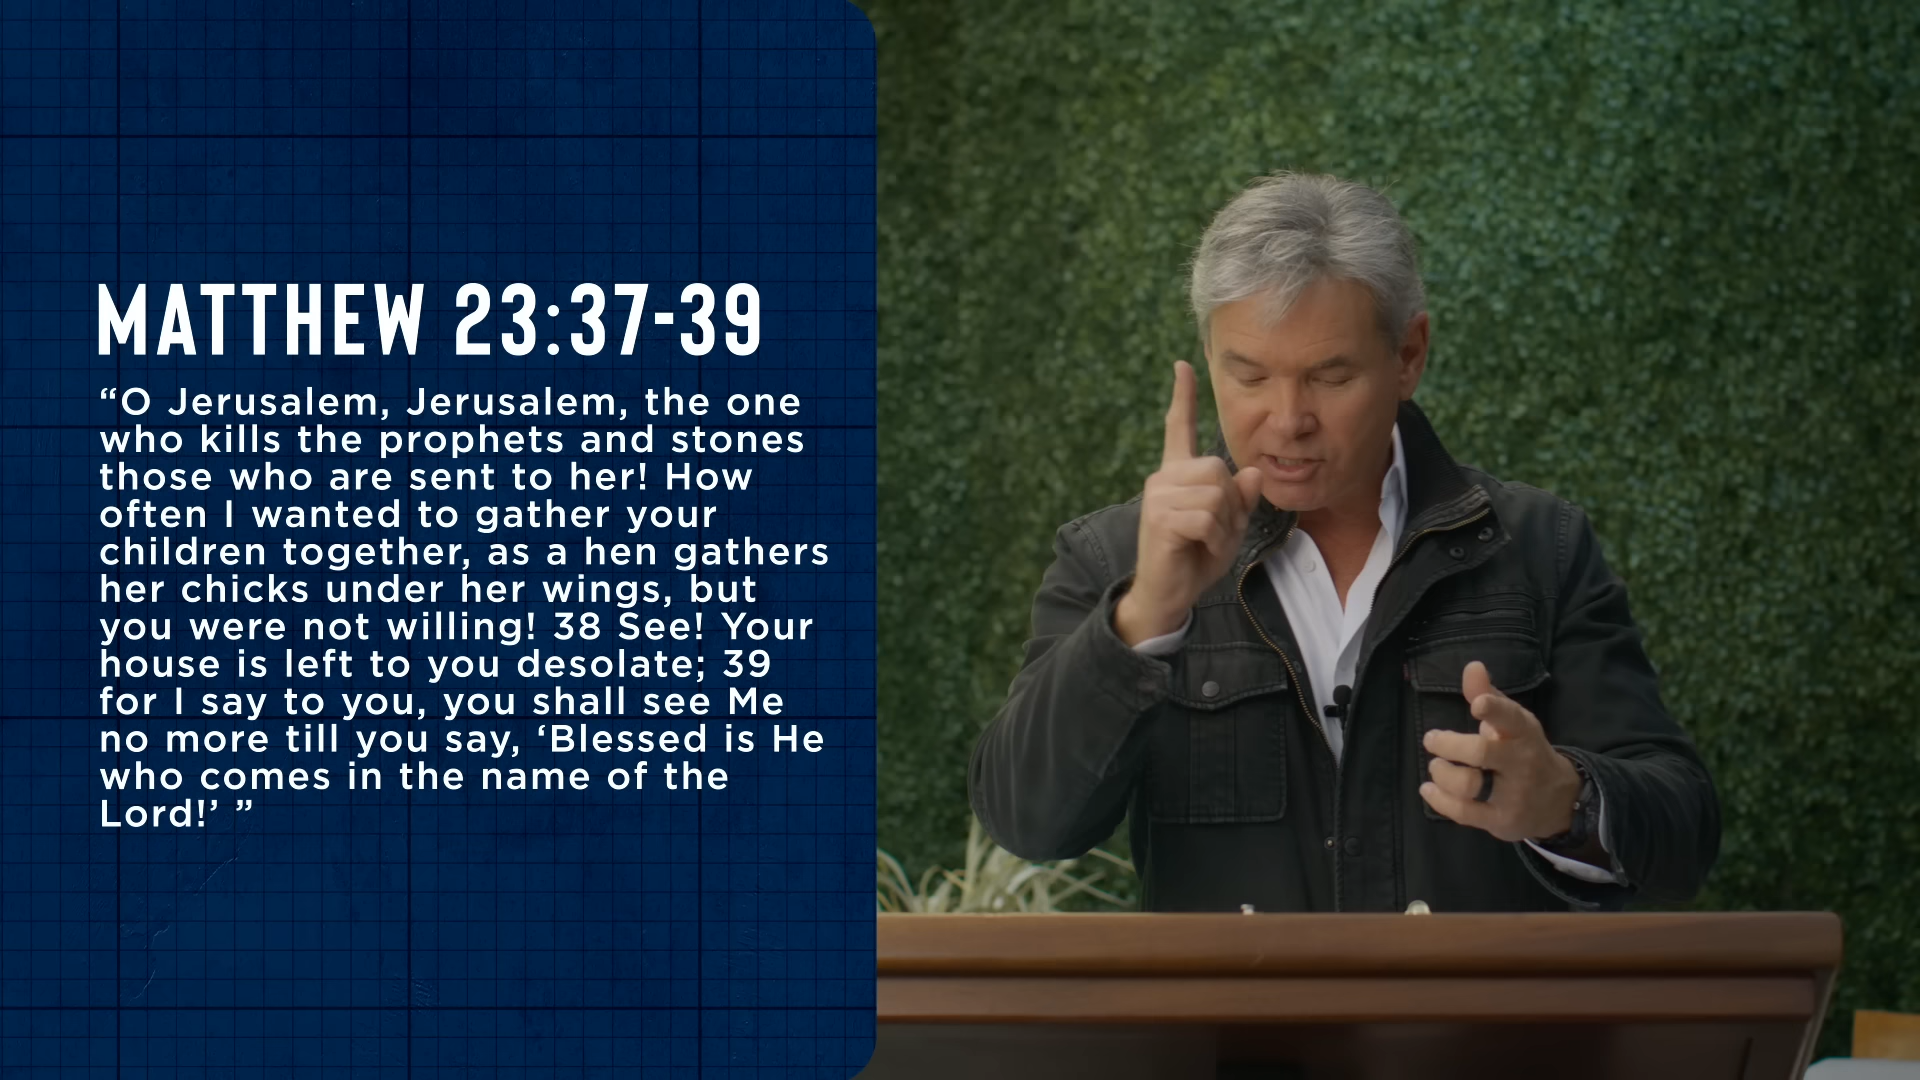 MATTHEW 23:37-39
“O Jerusalem, Jerusalem, the one
who kills the prophets and stones
those who are sent to her! How
often I wanted to gather your
children together, as a hen gathers
her chicks under her wings, but
you were not willing! 38 See! Your
house is left to you desolate; 39
for I say to you, you shall see Me
no more till you say, ‘Blessed is He
who comes in the name of the
Lord!’ ”